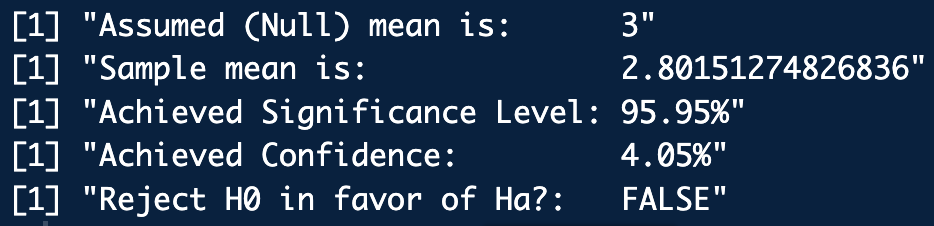 [1] "Assumed (Null) mean is:      3"
[1] "Sample mean is:              2.80151274826836"
[1] "Achieved Significance Level: 95.95%"
[1] "Achieved Confidence:         4.05%"
[1] "Reject H0 in favor of Ha?:   FALSE"